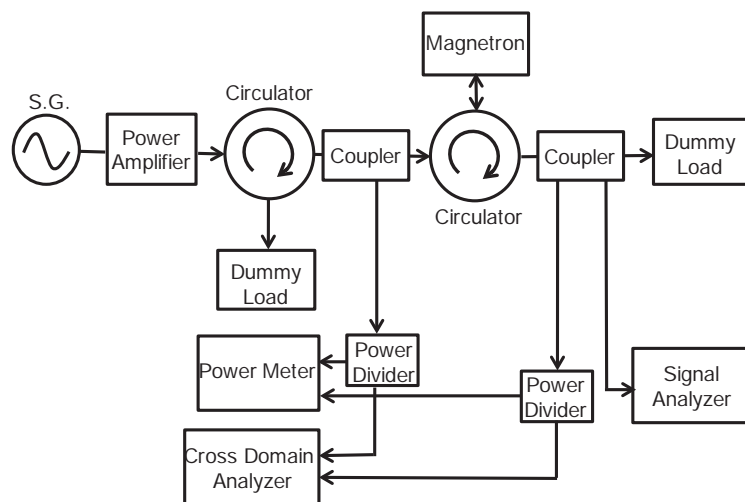 Magnetron
S.G.
Circulator
Power
Amplifier
Coupler
Coupler
Dummy
Load
Circulator
Dummy
Load
Power Meter
Power
Divider
Power
Divider
Signal
Analyzer
Cross Domain
Analyzer